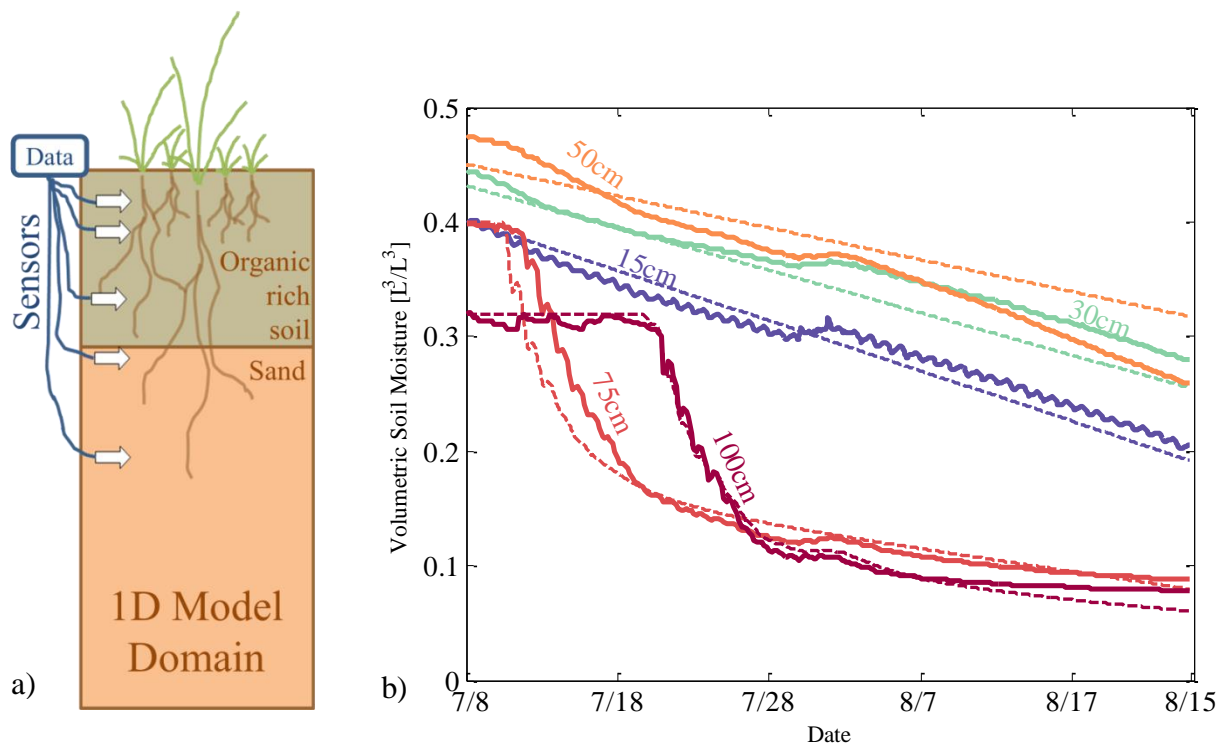 Data
Sensors
Organic
rich
soil
Sand
1D Model
Domain
a)
Volumetric Soil Moisture [L³/L³]
0.5
0.4
0.3
0.2
0.1
0
50cm
15cm
30cm
75cm
100cm
b)
7/8
7/18
7/28
8/7
8/17
8/15
Date